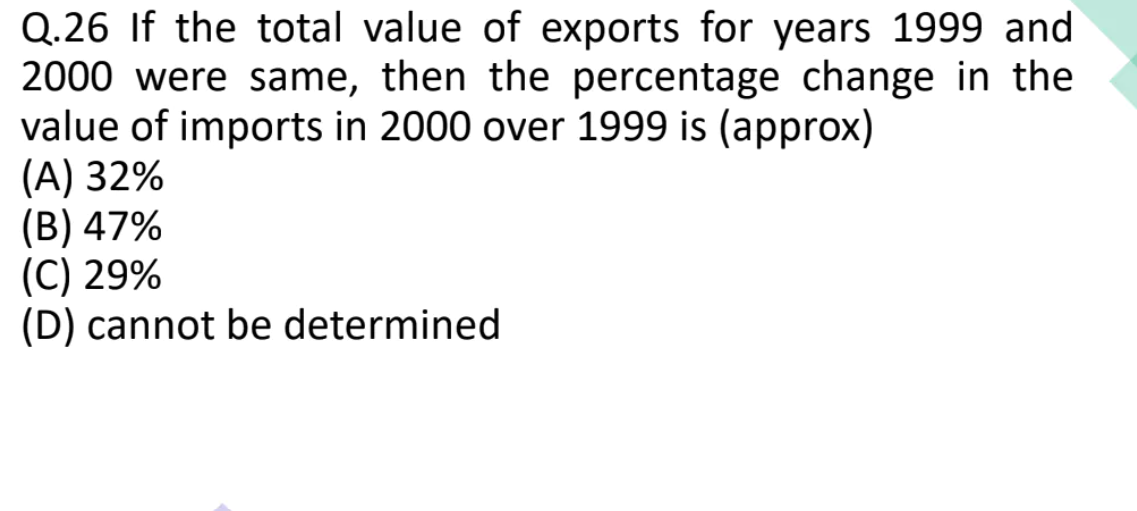 Q.26 If the total value of exports for years 1999 and
2000 were same, then the percentage change in the
value of imports in 2000 over 1999 is (approx)
(A) 32%
(B) 47%
(C) 29%
(D) cannot be determined